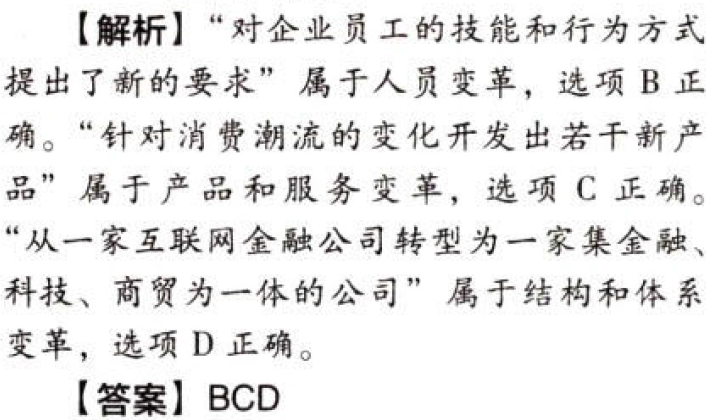 【解析】“对企业员工的技能和行为方式
提出了新的要求”属于人员变革，选项 B 正
确。“针对消费潮流的变化开发出若干新产
品”属于产品和服务变革，选项 C 正确。
“从一家互联网金融公司转型为一家集金融、
科技、商贸为一体的公司”属于结构和体系
变革，选项 D 正确。
【答案】BCD